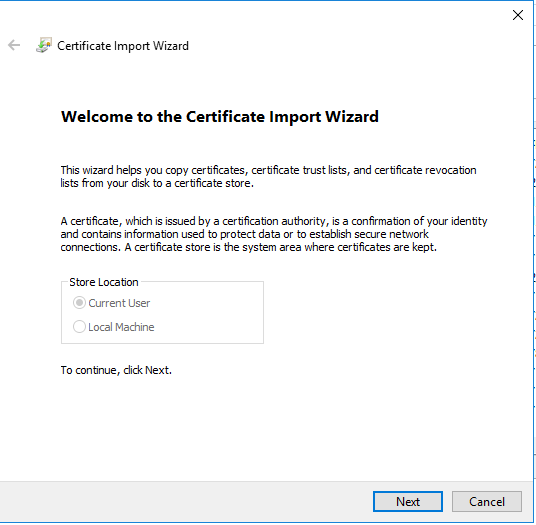 Certificate Import Wizard
Welcome to the Certificate Import Wizard
This wizard helps you copy certificates, certificate trust lists, and certificate revocation
lists from your disk to a certificate store.
A certificate, which is issued by a certification authority, is a confirmation of your identity
and contains information used to protect data or to establish secure network
connections. A certificate store is the system area where certificates are kept.
Store Location
Current User
Local Machine
To continue, click Next.
Next
Cancel